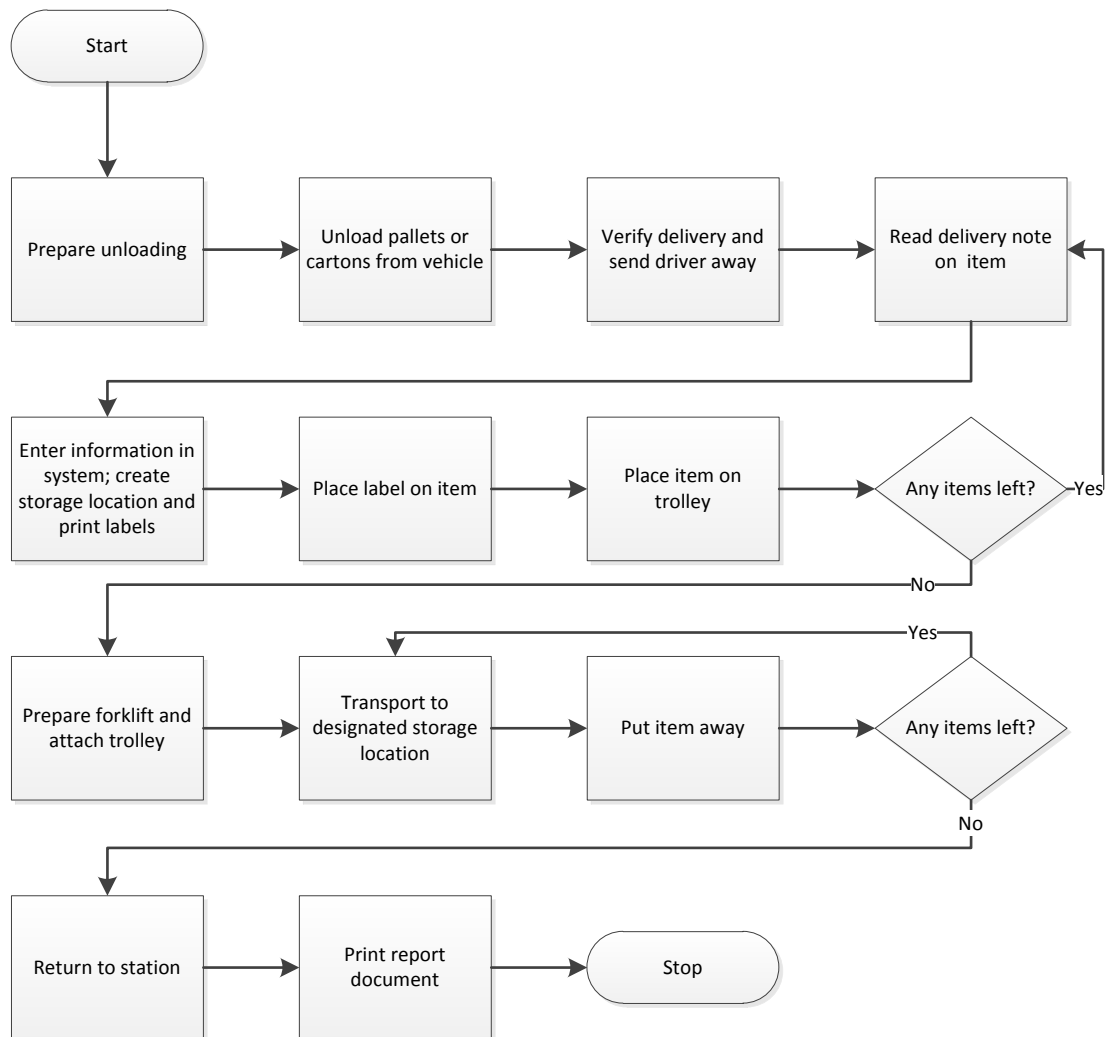 Start
Prepare unloading
Unload pallets or
cartons from vehicle
Verify delivery and
send driver away
Read delivery note
on item
Enter information in
system; create
storage location and
print labels
Place label on item
Place item on
trolley
Any items left?
Yes
No
Prepare forklift and
attach trolley
Transport to
designated storage
location
Put item away
Any items left?
Yes
No
Return to station
Print report
document
Stop